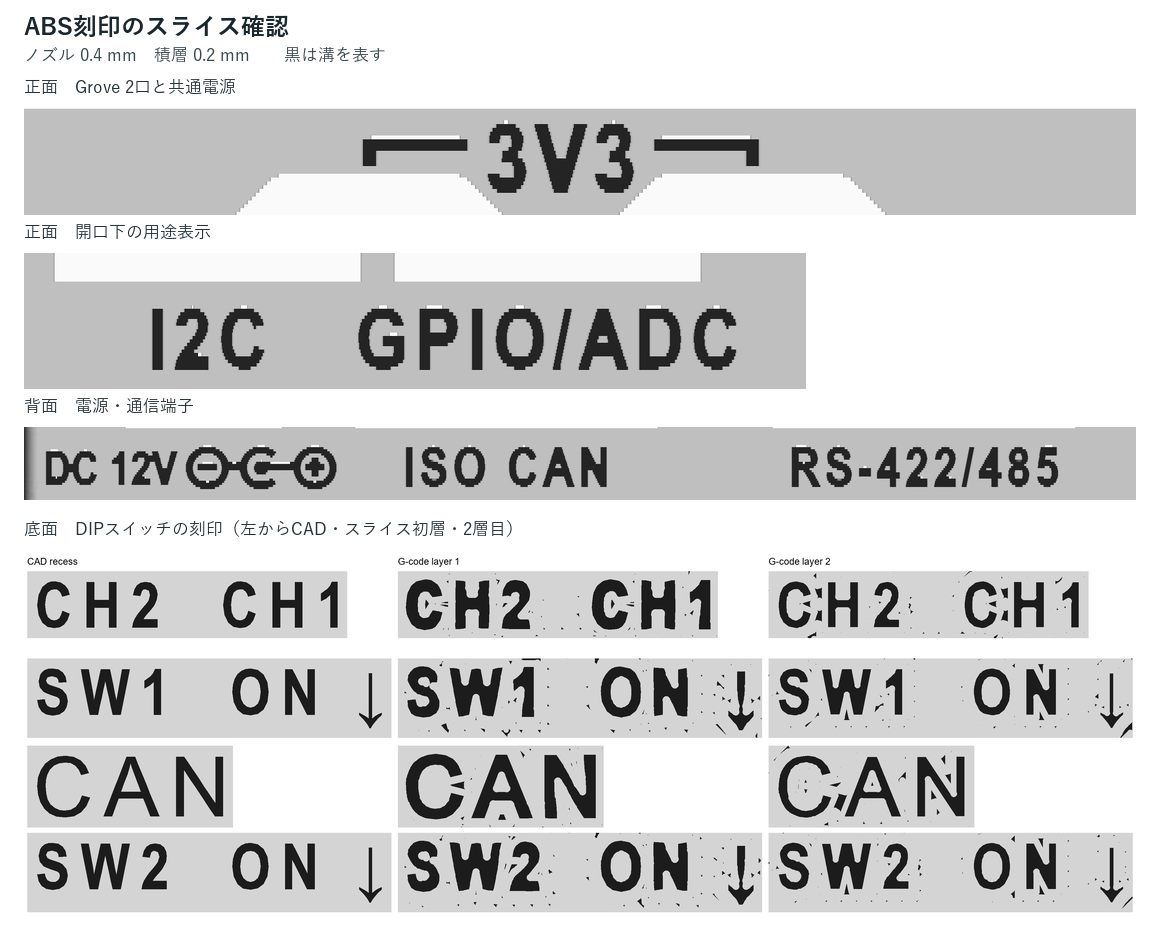 ABS刻印のスライス確認
ノズル 0.4 mm　積層 0.2 mm　　黒は溝を表す
正面　Grove 2口と共通電源
3V3
正面　開口下の用途表示
I2C GPIO/ADC
背面　電源・通信端子
DC 12V ISO CAN RS-422/485
底面　DIPスイッチの刻印（左からCAD・スライス初層・2層目）
CAD recess G-code layer 1 G-code layer 2
CH2 CH1 CH2 CH1 CH2 CH1
SW1 ON ↓ SW1 ON ↓ SW1 ON ↓
CAN CAN CAN
SW2 ON ↓ SW2 ON ↓ SW2 ON ↓